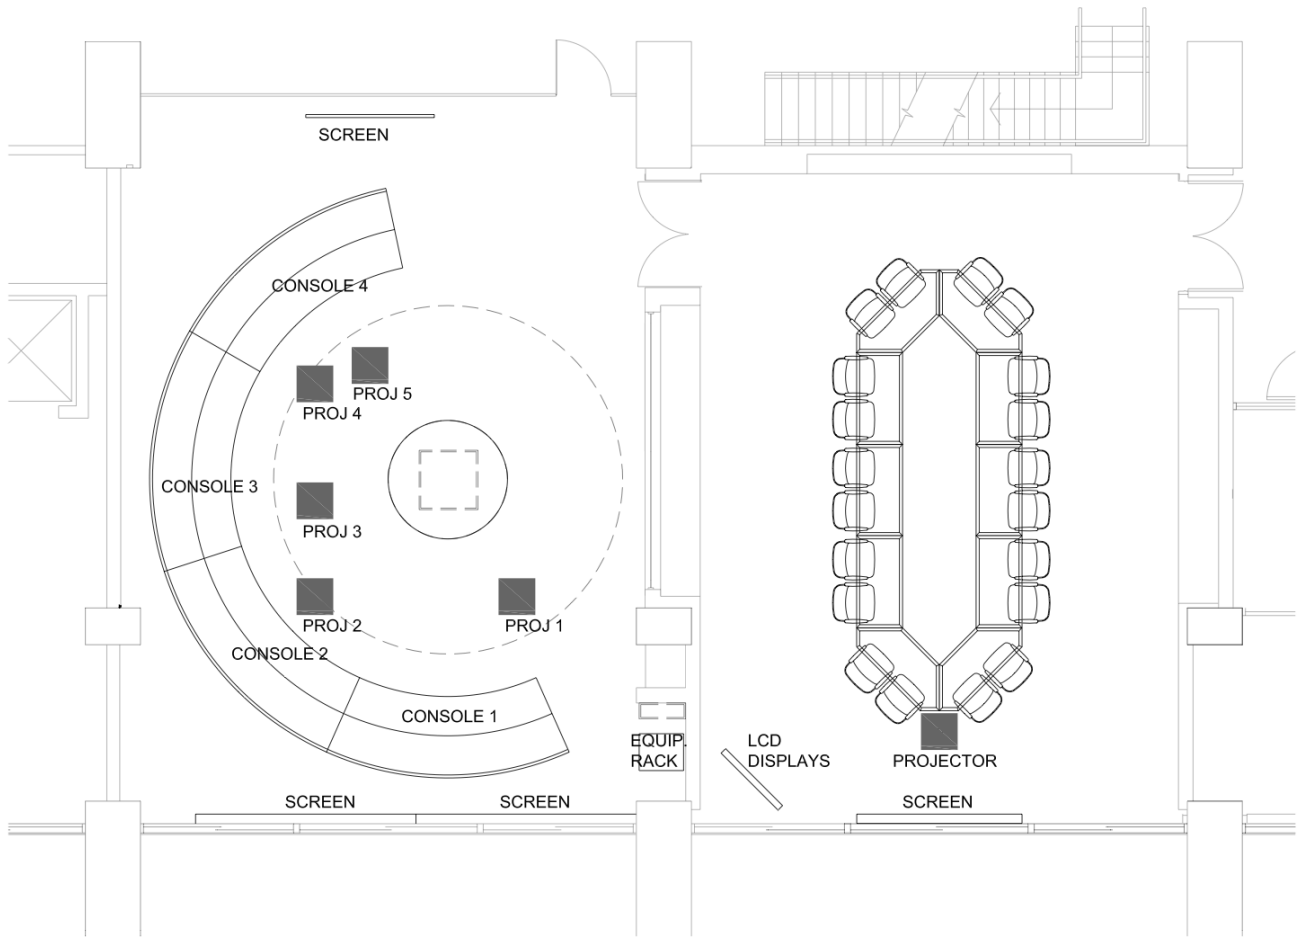 SCREEN
CONSOLE 4
PROJ 5
PROJ 4
CONSOLE 3
PROJ 3
PROJ 2
PROJ 1
CONSOLE 2
CONSOLE 1
EQUIP.
RACK
LCD
DISPLAYS
PROJECTOR
SCREEN
SCREEN
SCREEN